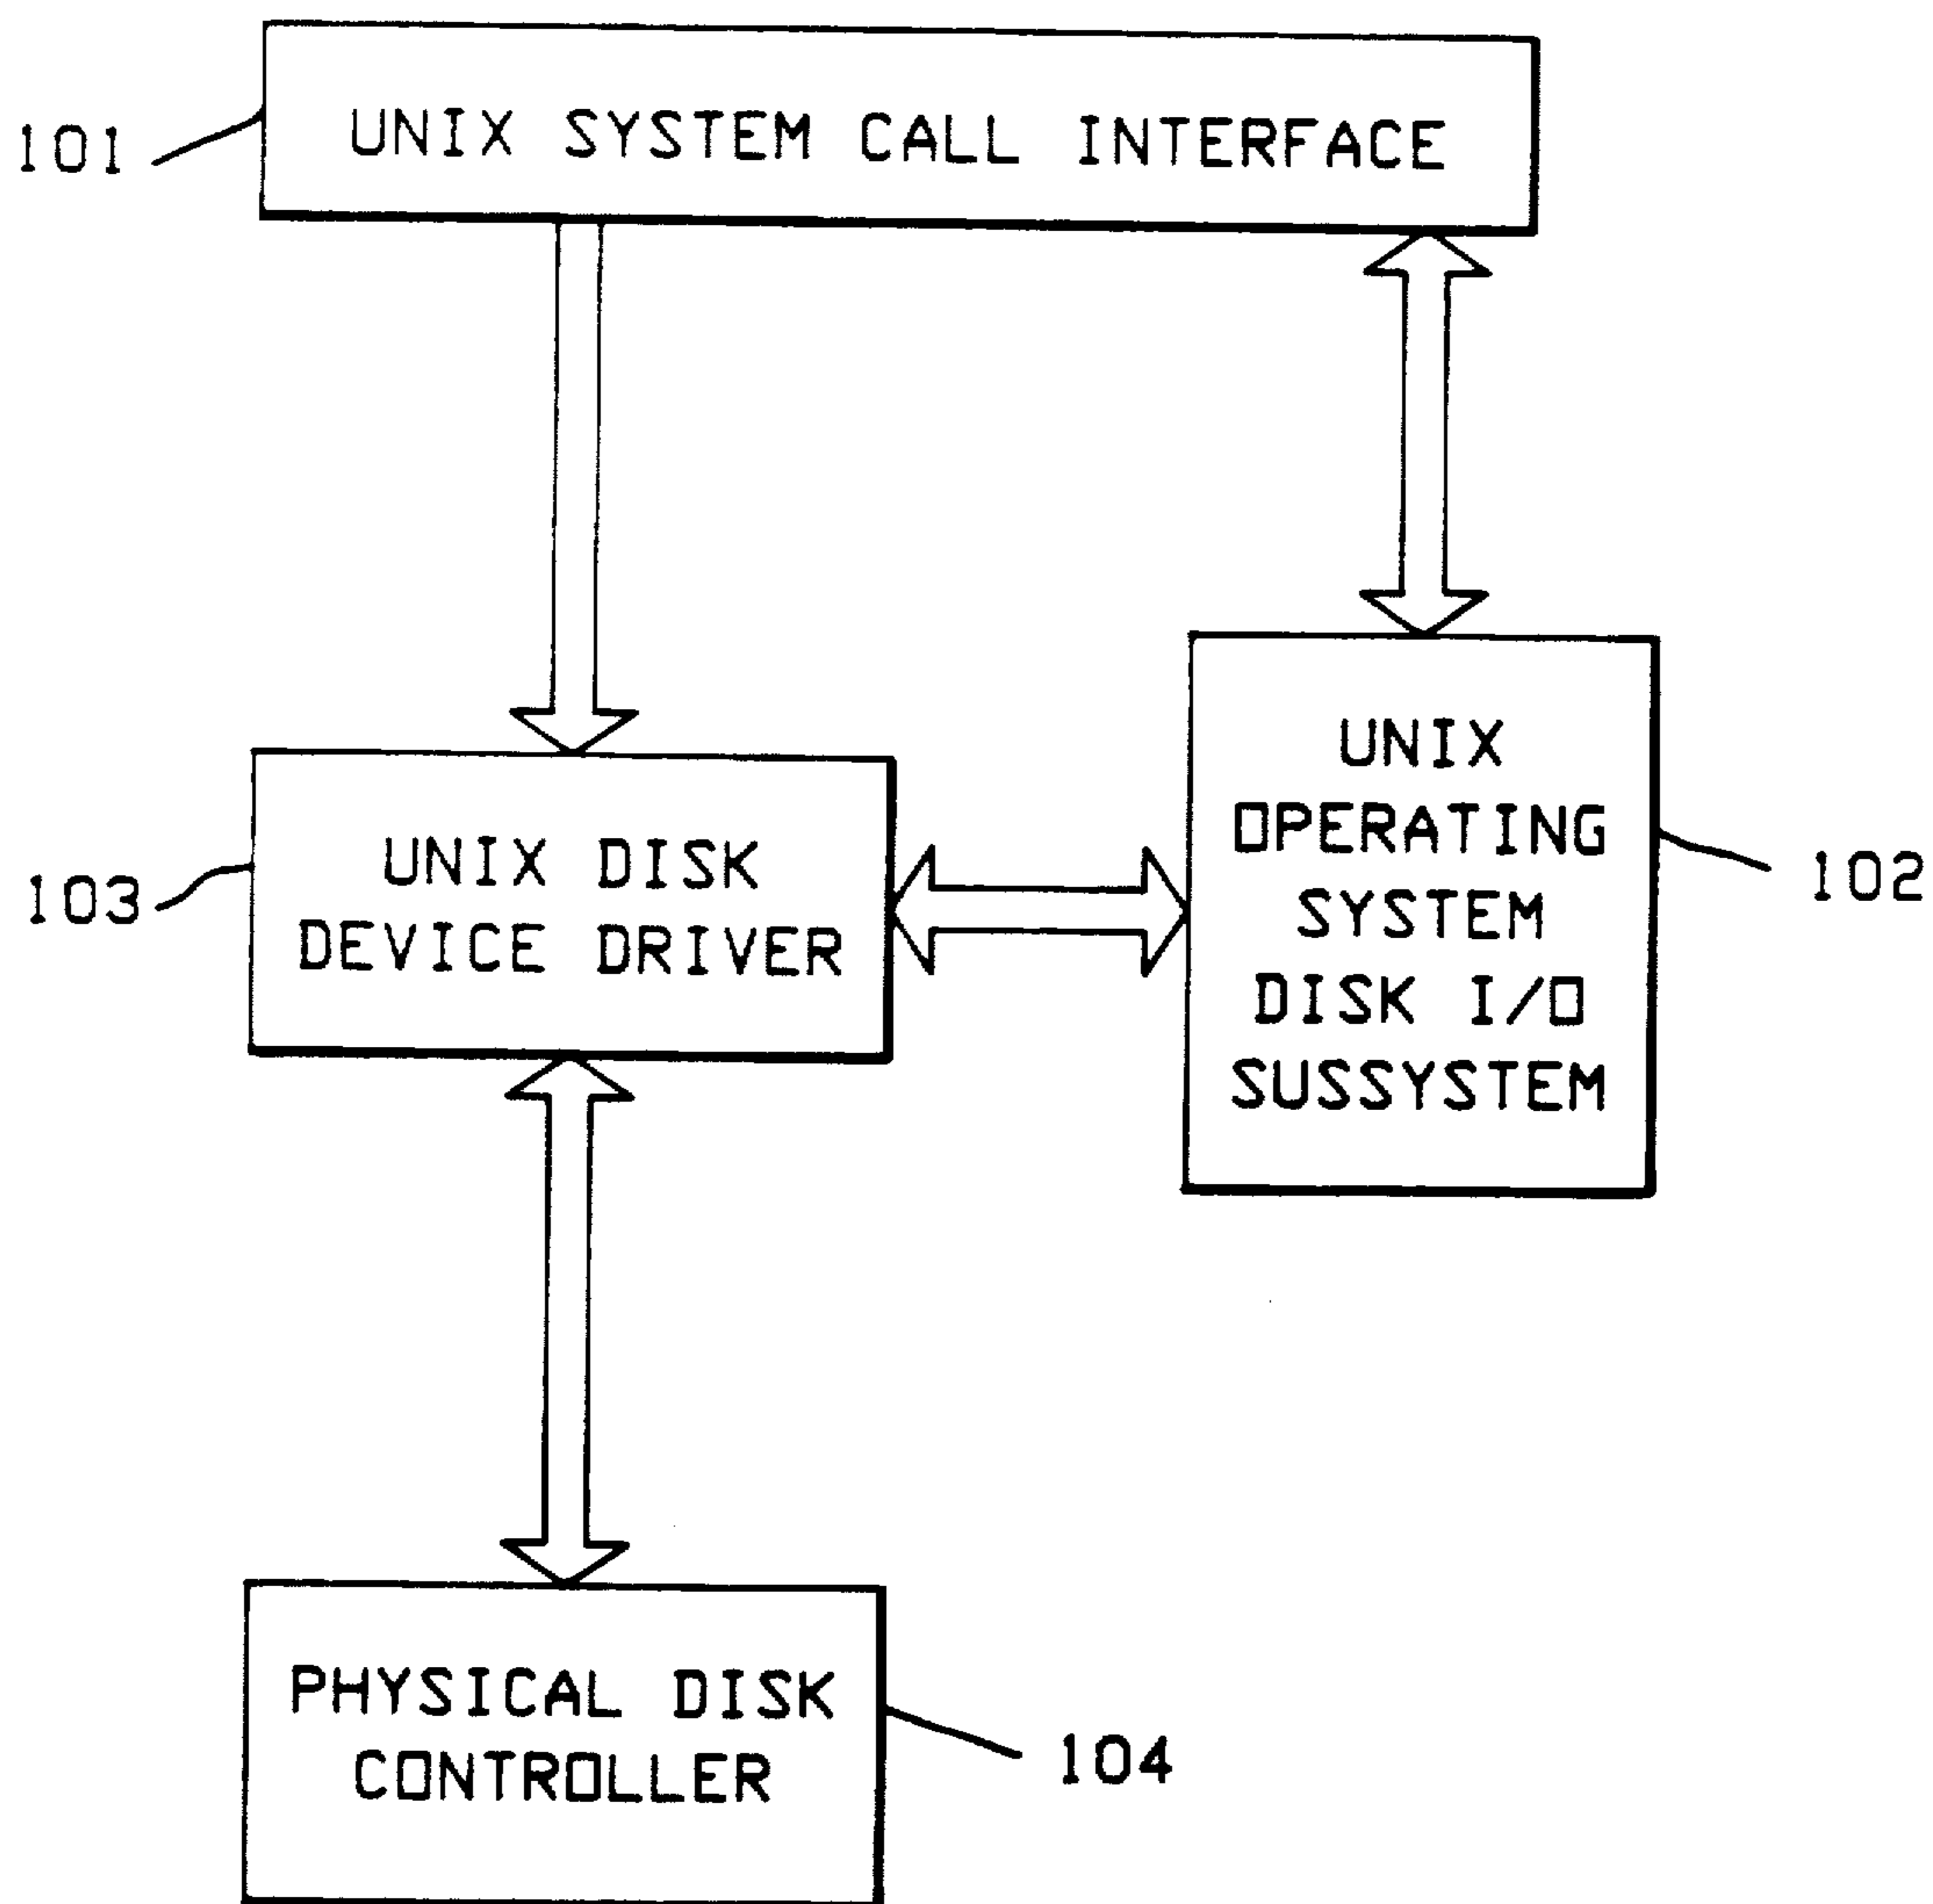 101
UNIX SYSTEM CALL INTERFACE
103
UNIX DISK
DEVICE DRIVER
UNIX
OPERATING
SYSTEM
DISK I/O
SUSSYSTEM
102
PHYSICAL DISK
CONTROLLER
104